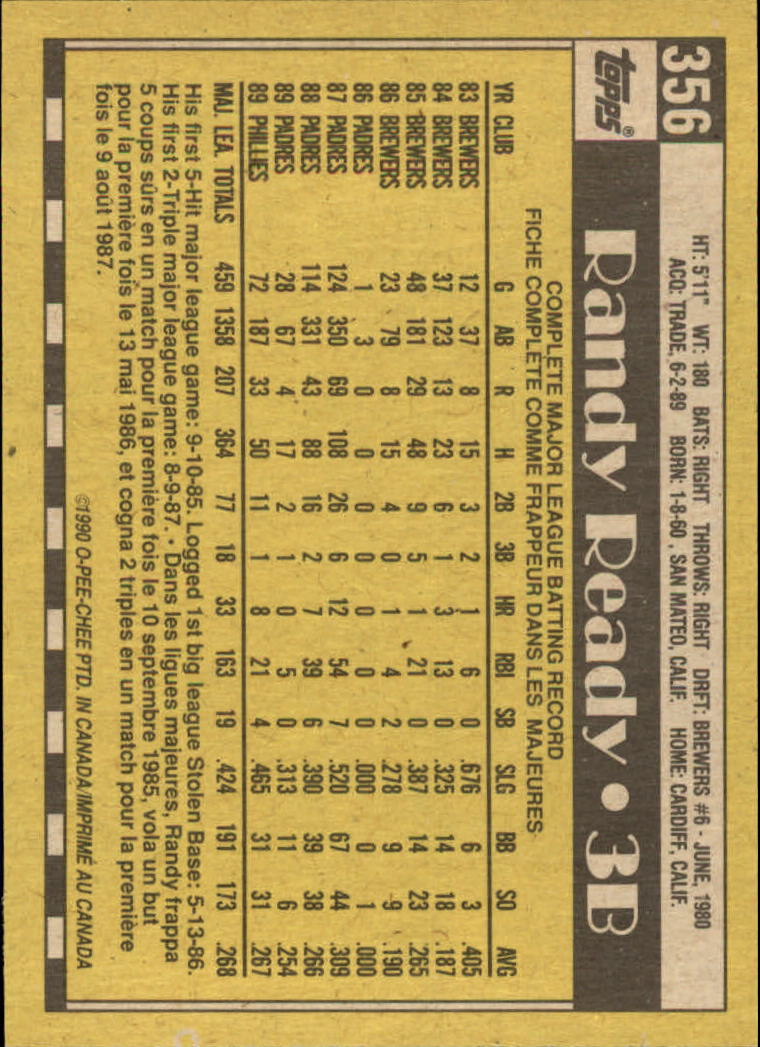 356
HT: 5'11" WT: 180 BATS: RIGHT THROWS: RIGHT DRFT: BREWERS #6 - JUNE, 1980
ACQ: TRADE, 6-2-89 BORN: 1-8-60, SAN MATEO, CALIF. HOME: CARDIFF, CALIF.
topps®
Randy Ready • 3B
COMPLETE MAJOR LEAGUE BATTING RECORD
FICHE COMPLÈTE COMME FRAPPEUR DANS LES MAJEURES
YR CLUB G AB R H 2B 3B HR RBI SB SLG BB SO AVG
83 BREWERS 12 37 8 15 3 2 1 6 0 .676 6 3 .405
84 BREWERS 37 123 13 23 6 1 3 13 0 .325 14 18 .187
85 BREWERS 48 181 29 48 9 5 1 21 0 .387 14 23 .265
86 BREWERS 23 79 8 15 4 0 1 4 2 .278 9 9 .190
86 PADRES 1 3 0 0 0 0 0 0 0 .000 0 1 .000
87 PADRES 124 350 69 108 26 6 12 54 7 .520 67 44 .309
88 PADRES 114 331 43 88 16 2 7 39 6 .390 39 38 .266
89 PADRES 28 67 4 17 2 1 0 5 0 .313 11 6 .254
89 PHILLIES 72 187 33 50 11 1 8 21 4 .465 31 31 .267
MAJ. LEA. TOTALS 459 1358 207 364 77 18 33 163 19 .424 191 173 .268
His first 5-Hit major league game: 9-10-85. Logged 1st big league Stolen Base: 5-13-86.
His first 2-Triple major league game: 8-9-87. • Dans les ligues majeures, Randy frappa
5 coups sûrs en un match pour la première fois le 10 septembre 1985, vola un but
pour la première fois le 13 mai 1986, et cogna 2 triples en un match pour la première
fois le 9 août 1987.
©1990 O-PEE-CHEE PTD. IN CANADA/IMPRIMÉ AU CANADA